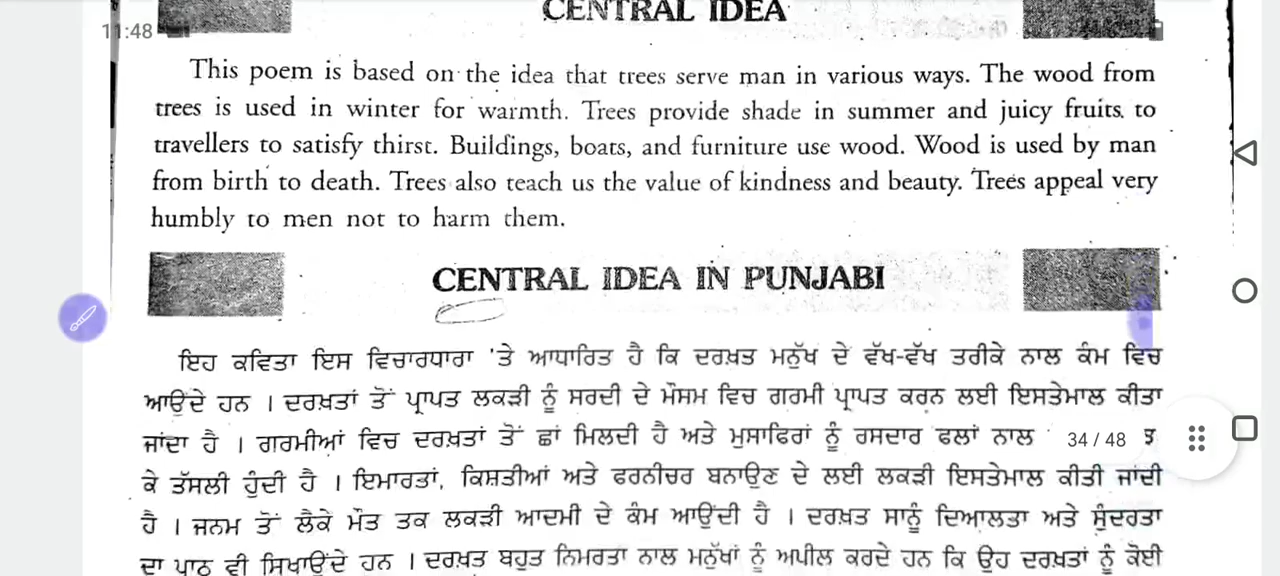 CENTRAL IDEA
11:48
This poem is based on the idea that trees serve man in various ways. The wood from
trees is used in winter for warmth. Trees provide shade in summer and juicy fruits to
travellers to satisfy thirst. Buildings, boats, and furniture use wood. Wood is used by man
from birth to death. Trees also teach us the value of kindness and beauty. Trees appeal very
humbly to men not to harm them.
CENTRAL IDEA IN PUNJABI
ਇਹ ਕਵਿਤਾ ਇਸ ਵਿਚਾਰਧਾਰਾ 'ਤੇ ਆਧਾਰਿਤ ਹੈ ਕਿ ਦਰਖ਼ਤ ਮਨੁੱਖ ਦੇ ਵੱਖ-ਵੱਖ ਤਰੀਕੇ ਨਾਲ ਕੰਮ ਵਿਚ
ਆਉਂਦੇ ਹਨ । ਦਰਖ਼ਤਾਂ ਤੋਂ ਪ੍ਰਾਪਤ ਲਕੜੀ ਨੂੰ ਸਰਦੀ ਦੇ ਮੌਸਮ ਵਿਚ ਗਰਮੀ ਪ੍ਰਾਪਤ ਕਰਨ ਲਈ ਇਸਤੇਮਾਲ ਕੀਤਾ
ਜਾਂਦਾ ਹੈ । ਗਰਮੀਆਂ ਵਿਚ ਦਰਖ਼ਤਾਂ ਤੋਂ ਛਾਂ ਮਿਲਦੀ ਹੈ ਅਤੇ ਮੁਸਾਫਿਰਾਂ ਨੂੰ ਰਸਦਾਰ ਫਲਾਂ ਨਾਲ 34 / 48
ਕੇ ਤੱਸਲੀ ਹੁੰਦੀ ਹੈ । ਇਮਾਰਤਾਂ, ਕਿਸ਼ਤੀਆਂ ਅਤੇ ਫਰਨੀਚਰ ਬਨਾਉਣ ਦੇ ਲਈ ਲਕੜੀ ਇਸਤੇਮਾਲ ਕੀਤੀ ਜਾਂਦੀ
ਹੈ । ਜਨਮ ਤੋਂ ਲੈਕੇ ਮੌਤ ਤਕ ਲਕੜੀ ਆਦਮੀ ਦੇ ਕੰਮ ਆਉਂਦੀ ਹੈ । ਦਰਖ਼ਤ ਸਾਨੂੰ ਦਿਆਲਤਾ ਅਤੇ ਸੁੰਦਰਤਾ
ਦਾ ਪਾਠ ਵੀ ਸਿਖਾਉਂਦੇ ਹਨ । ਦਰਖ਼ਤ ਬਹੁਤ ਨਿਮਰਤਾ ਨਾਲ ਮਨੁੱਖਾਂ ਨੂੰ ਅਪੀਲ ਕਰਦੇ ਹਨ ਕਿ ਉਹ ਦਰਖ਼ਤਾਂ ਨੂੰ ਕੋਈ